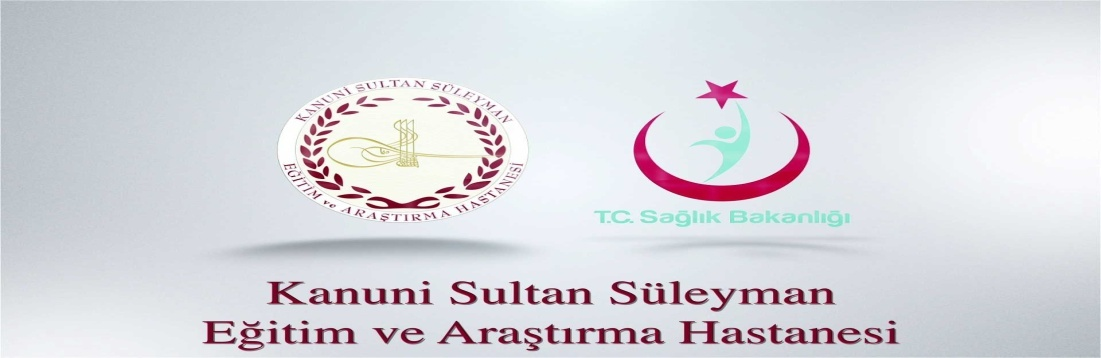 KANUNİ SULTAN SÜLEYMAN
EĞİTİM ve ARAŞTIRMA HASTANESİ
T.C. Sağlık Bakanlığı
Kanuni Sultan Süleyman
Eğitim ve Araştırma Hastanesi